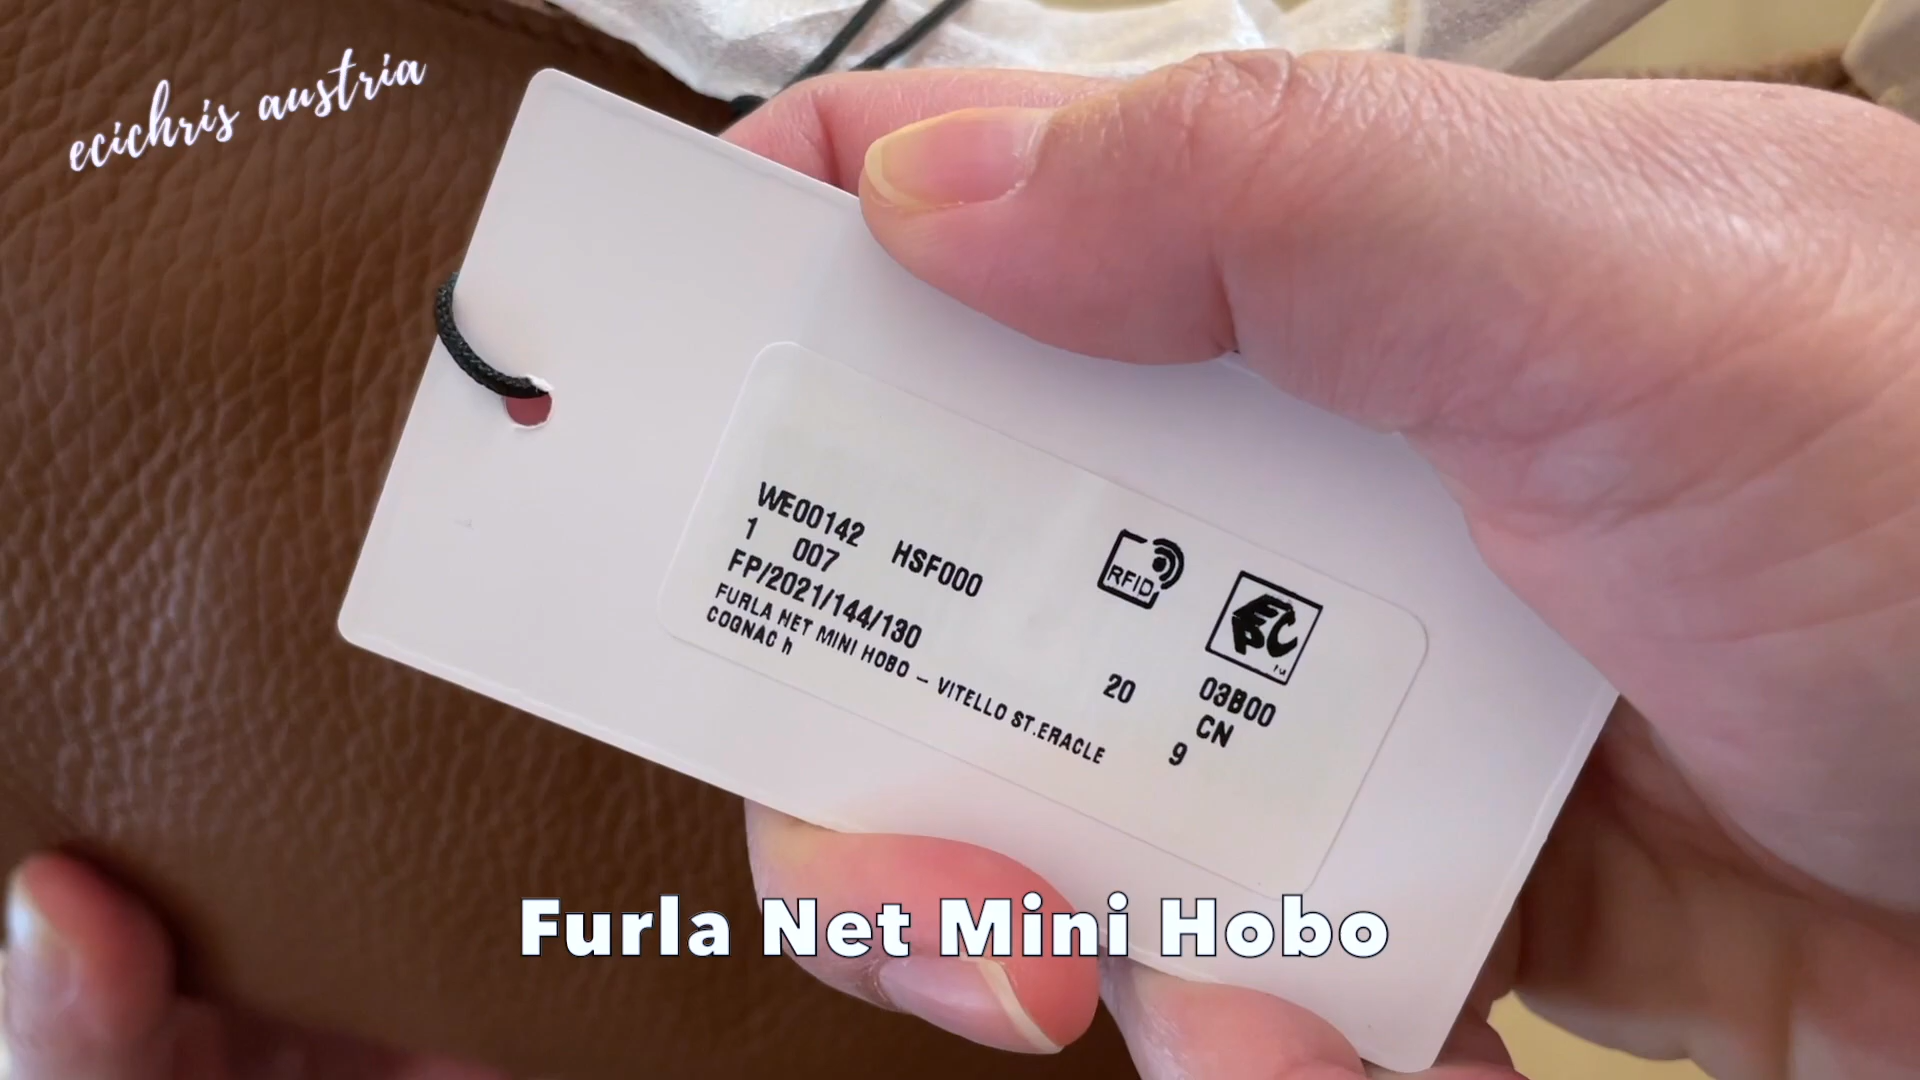 ecichris austria
WE00142 HSF000
1 007
FP/2021/144/130
FURLA NET MINI HOBO – VITELLO ST.ERACLE
COGNAC h
RFID
EPC
20 03B00
CN
9
Furla Net Mini Hobo